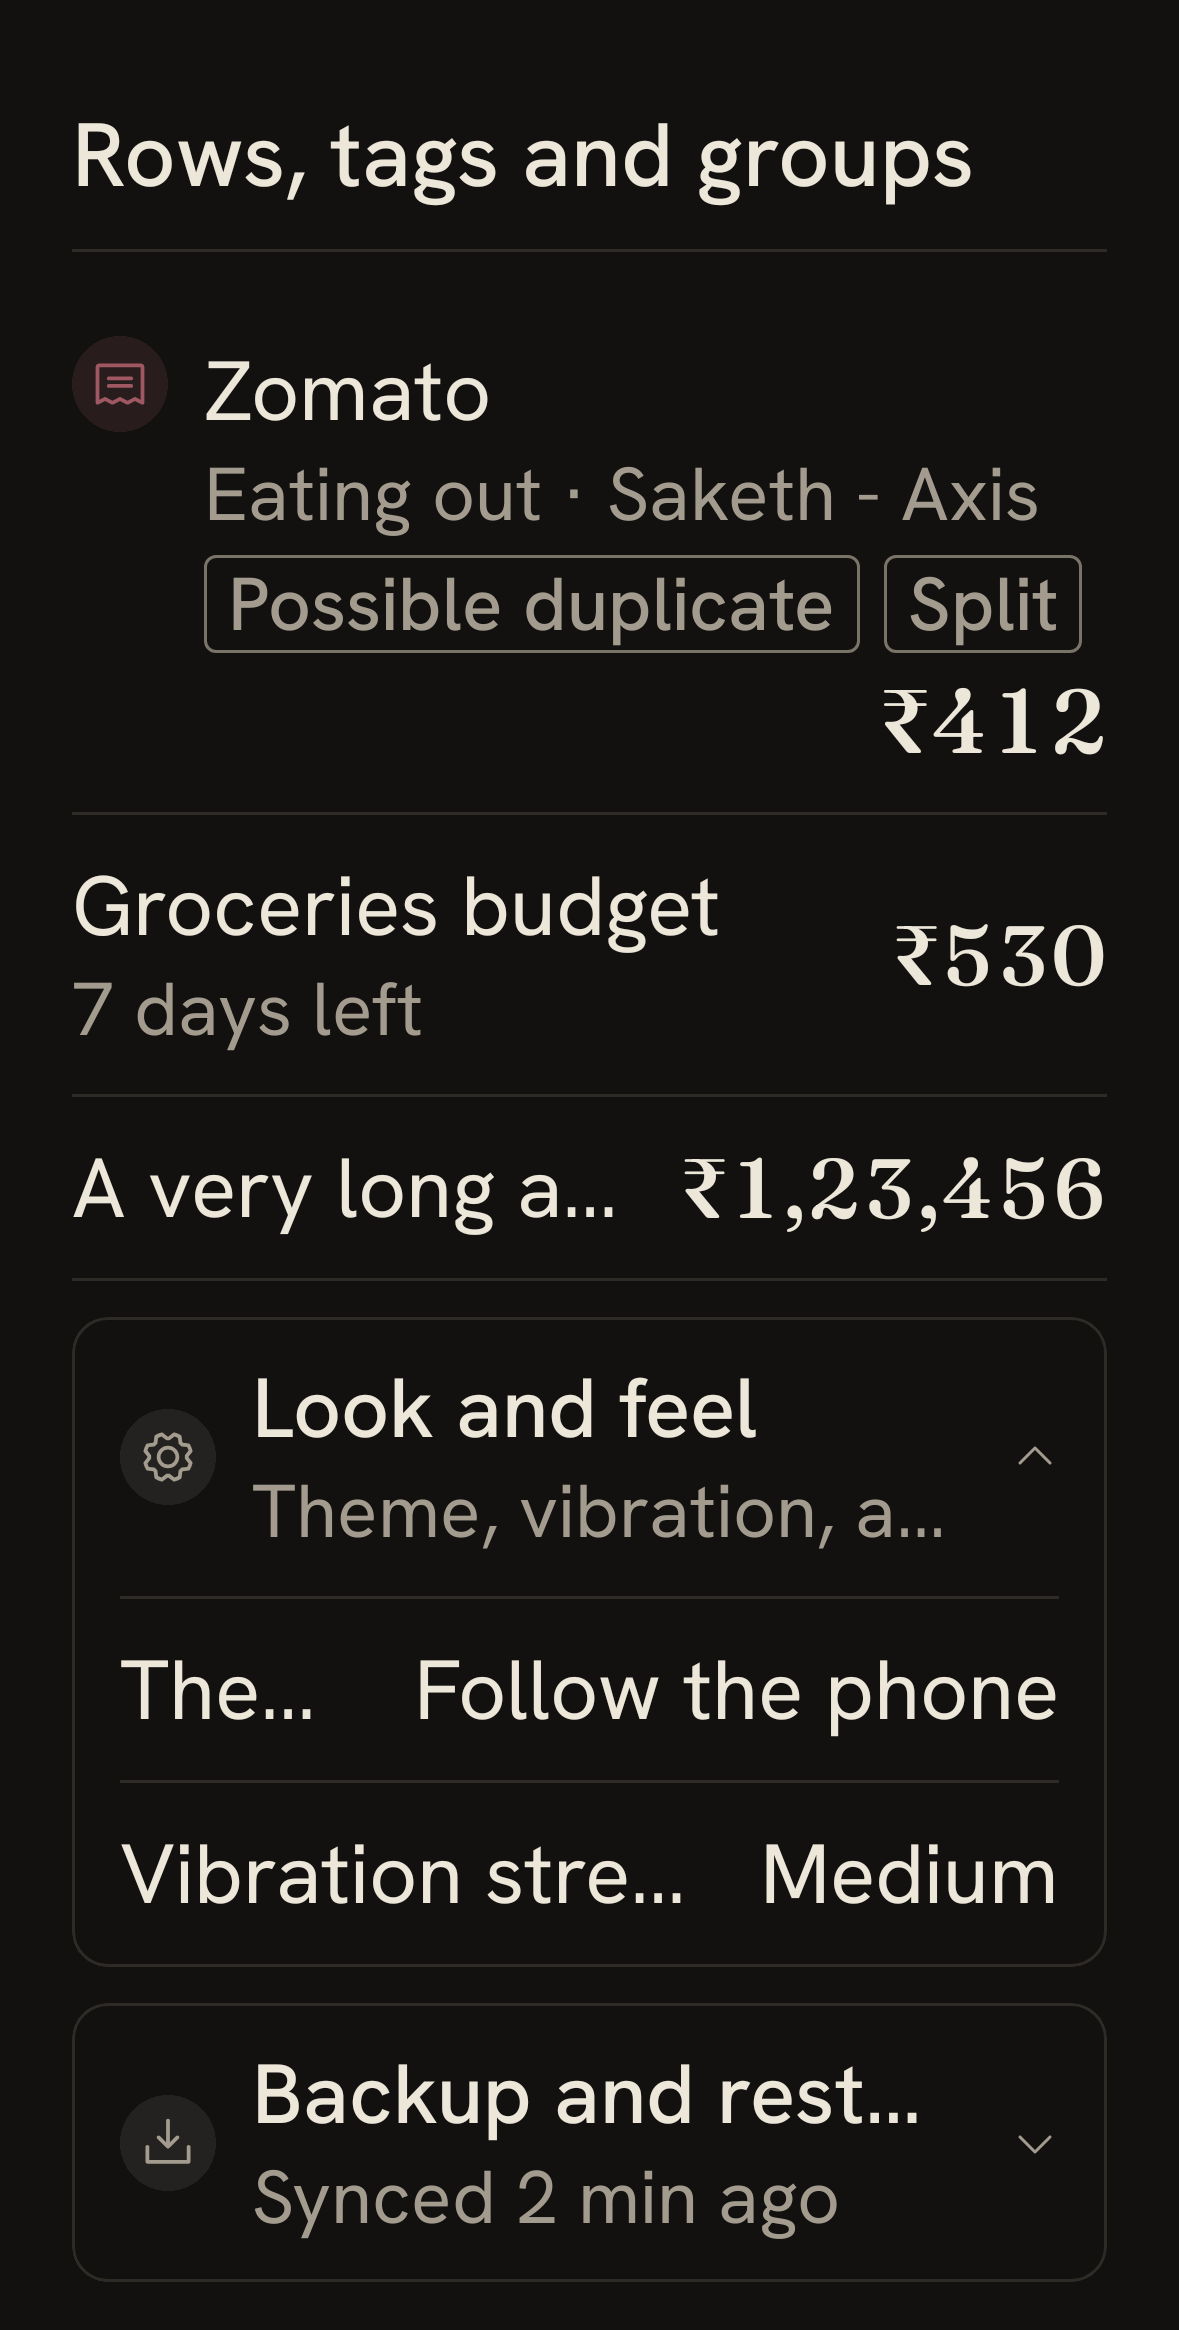 Rows, tags and groups
Zomato
Eating out · Saketh - Axis
Possible duplicate
Split
₹412
Groceries budget
₹530
7 days left
A very long a...
₹1,23,456
Look and feel
Theme, vibration, a...
The...
Follow the phone
Vibration stre...
Medium
Backup and rest...
Synced 2 min ago